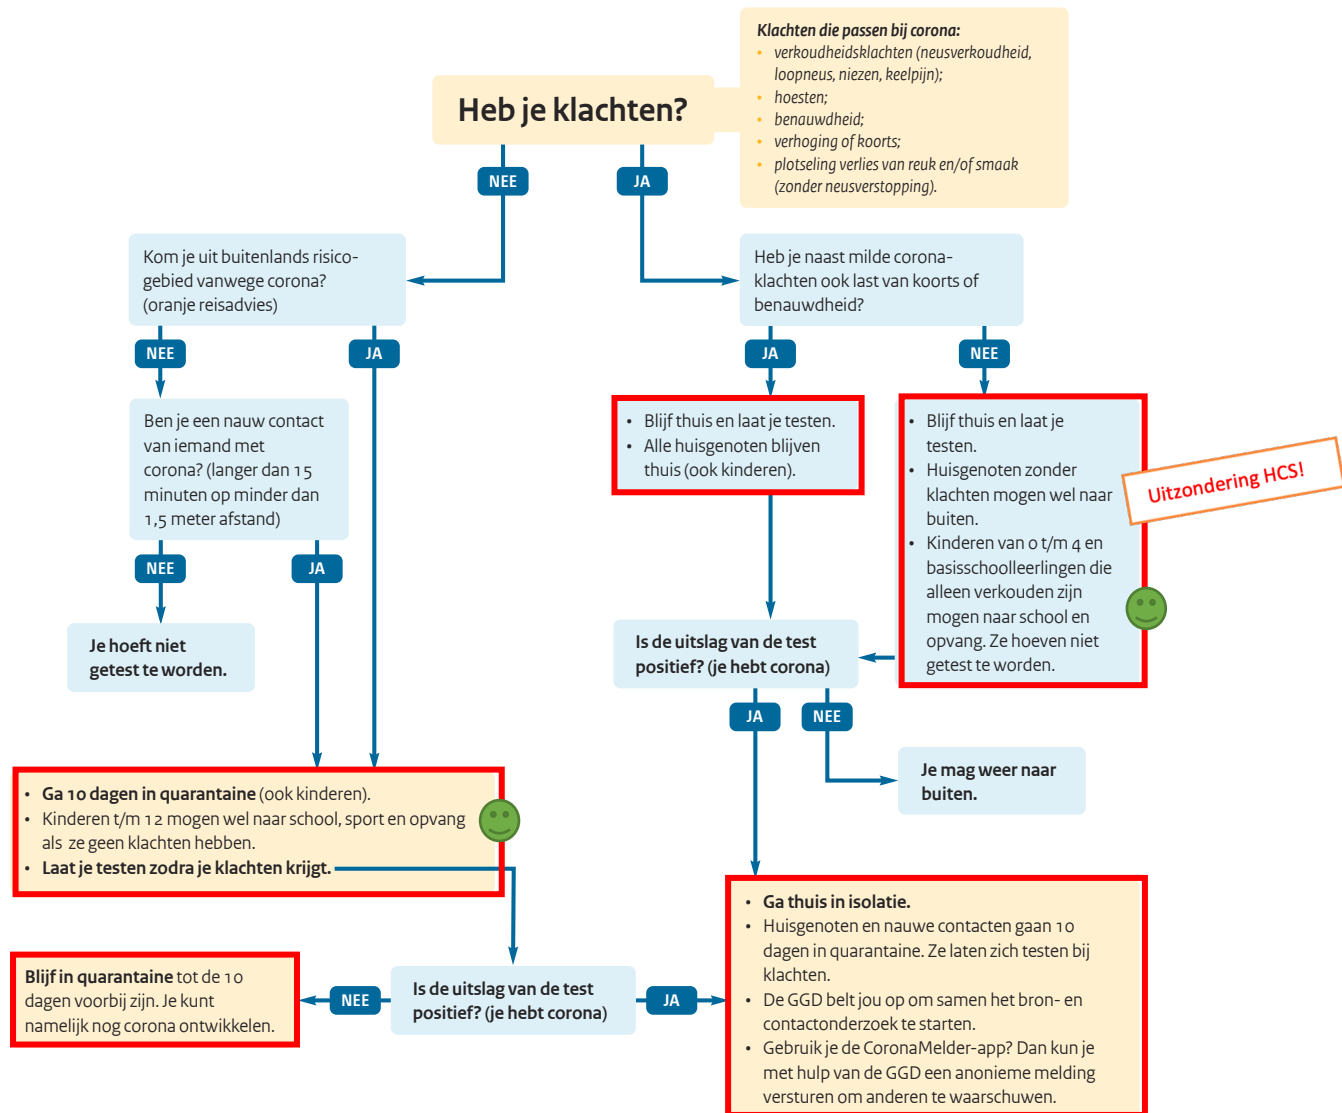 Klachten die passen bij corona:
• verkoudheidsklachten (neusverkoudheid,
loopneus, niezen, keelpijn);
• hoesten;
• benauwdheid;
• verhoging of koorts;
• plotseling verlies van reuk en/of smaak
(zonder neusverstopping).
Heb je klachten?
NEE
JA
Kom je uit buitenlands risico-
gebied vanwege corona?
(oranje reisadvies)
Heb je naast milde corona-
klachten ook last van koorts of
benauwdheid?
NEE
JA
JA
NEE
Ben je een nauw contact
van iemand met
corona? (langer dan 15
minuten op minder dan
1,5 meter afstand)
• Blijf thuis en laat je testen.
• Alle huisgenoten blijven
thuis (ook kinderen).
• Blijf thuis en laat je
testen.
• Huisgenoten zonder
klachten mogen wel naar
buiten.
• Kinderen van 0 t/m 4 en
basisschoolleerlingen die
alleen verkouden zijn
mogen naar school en
opvang. Ze hoeven niet
getest te worden.
Uitzondering HCS!
NEE
JA
Je hoeft niet
getest te worden.
Is de uitslag van de test
positief? (je hebt corona)
JA
NEE
Je mag weer naar
buiten.
• Ga 10 dagen in quarantaine (ook kinderen).
• Kinderen t/m 12 mogen wel naar school, sport en opvang
als ze geen klachten hebben.
• Laat je testen zodra je klachten krijgt.
Blijf in quarantaine tot de 10
dagen voorbij zijn. Je kunt
namelijk nog corona ontwikkelen.
NEE
Is de uitslag van de test
positief? (je hebt corona)
JA
• Ga thuis in isolatie.
• Huisgenoten en nauwe contacten gaan 10
dagen in quarantaine. Ze laten zich testen bij
klachten.
• De GGD belt jou op om samen het bron- en
contactonderzoek te starten.
• Gebruik je de CoronaMelder-app? Dan kun je
met hulp van de GGD een anonieme melding
versturen om anderen te waarschuwen.